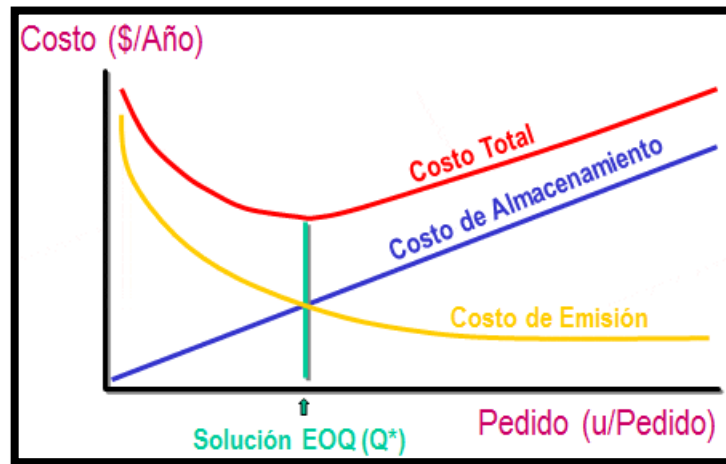 Costo ($/Año)
Costo Total
Costo de Almacenamiento
Costo de Emisión
Pedido (u/Pedido)
Solución EOQ (Q*)